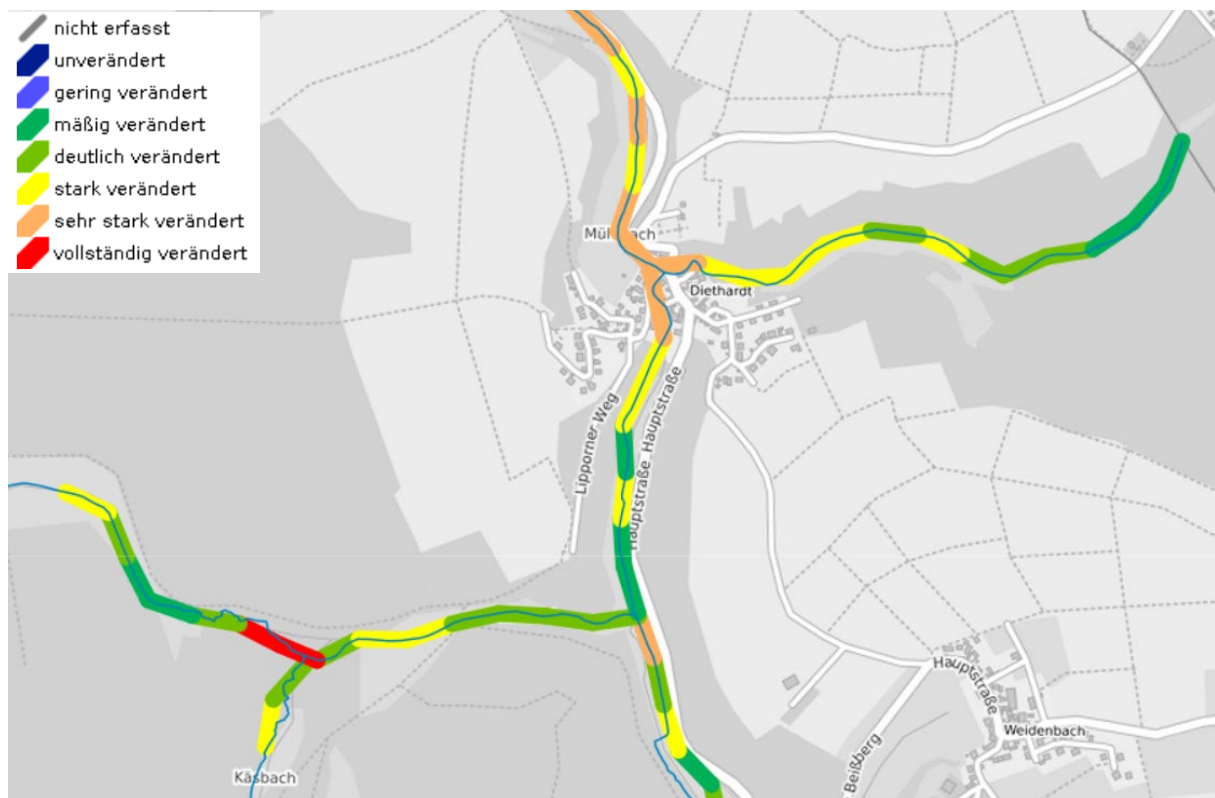 nicht erfasst
unverändert
gering verändert
mäßig verändert
deutlich verändert
stark verändert
sehr stark verändert
vollständig verändert
Diethardt
Lipporner Weg
Hauptstraße
Hauptstraße
Hauptstraße
Weidenbach
Beißberg
Käsbach